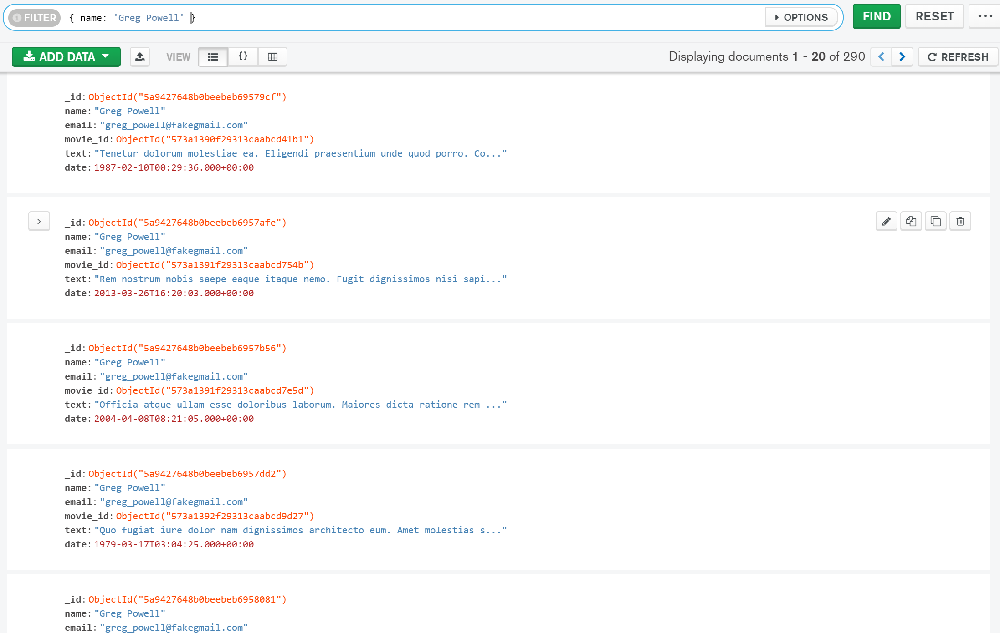 FILTER { name: 'Greg Powell' } OPTIONS FIND RESET ...
ADD DATA VIEW {} Displaying documents 1 - 20 of 290 REFRESH
_id: ObjectId("5a9427648b0beebeb69579cf")
name: "Greg Powell"
email: "greg_powell@fakegmail.com"
movie_id: ObjectId("573a1390f29313caabcd41b1")
text: "Tenetur dolorum molestiae ea. Eligendi praesentium unde quod porro. Co..."
date: 1987-02-10T00:29:36.000+00:00
_id: ObjectId("5a9427648b0beebeb6957afe")
name: "Greg Powell"
email: "greg_powell@fakegmail.com"
movie_id: ObjectId("573a1391f29313caabcd754b")
text: "Rem nostrum nobis saepe eaque itaque nemo. Fugit dignissimos nisi sapi..."
date: 2013-03-26T16:20:03.000+00:00
_id: ObjectId("5a9427648b0beebeb6957b56")
name: "Greg Powell"
email: "greg_powell@fakegmail.com"
movie_id: ObjectId("573a1391f29313caabcd7e5d")
text: "Officia atque ullam esse doloribus laborum. Maiores dicta ratione rem ..."
date: 2004-04-08T08:21:05.000+00:00
_id: ObjectId("5a9427648b0beebeb6957dd2")
name: "Greg Powell"
email: "greg_powell@fakegmail.com"
movie_id: ObjectId("573a1392f29313caabcd9d27")
text: "Quo fugiat iure dolor nam dignissimos architecto eum. Amet molestias s..."
date: 1979-03-17T03:04:25.000+00:00
_id: ObjectId("5a9427648b0beebeb6958081")
name: "Greg Powell"
email: "greg_powell@fakegmail.com"